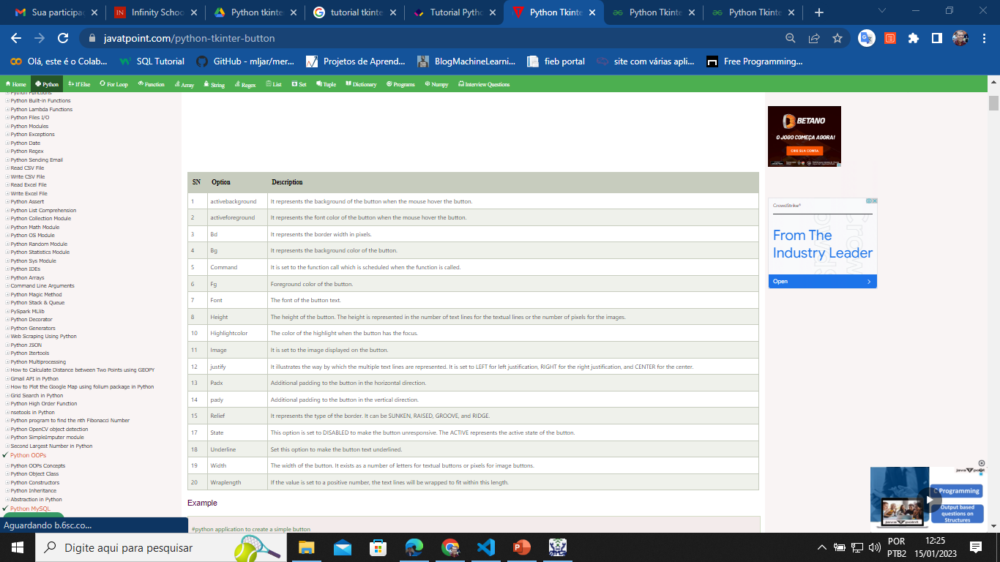 Sua participaç
Infinity Schoo
Python tkinte
tutorial tkinte
Tutorial Pytho
Python Tkinte
Python Tkinte
Python Tkinte
javatpoint.com/python-tkinter-button
Olá, este é o Colab...
SQL Tutorial
GitHub - mljar/mer...
Projetos de Aprend...
BlogMachineLearni...
fieb portal
site com várias apli...
Free Programming...
Home
Python
If Else
For Loop
Function
Array
String
Regex
List
Set
Tuple
Dictionary
Programs
Numpy
Interview Questions
Python Functions
Python Built-in Functions
Python Lambda Functions
Python Files I/O
Python Modules
Python Exceptions
Python Date
Python Regex
Python Sending Email
Read CSV File
Write CSV File
Read Excel File
Write Excel File
Python Assert
Python List Comprehension
Python Collection Module
Python Math Module
Python OS Module
Python Random Module
Python Statistics Module
Python Sys Module
Python IDEs
Python Arrays
Command Line Arguments
Python Magic Method
Python Stack & Queue
PySpark MLlib
Python Decorator
Python Generators
Web Scraping Using Python
Python JSON
Python Itertools
Python Multiprocessing
How to Calculate Distance between Two Points using GEOPY
Gmail API in Python
How to Plot the Google Map using folium package in Python
Grid Search in Python
Python High Order Function
nsetools in Python
Python program to find the nth Fibonacci Number
Python OpenCV object detection
Python SimpleImputer module
Second Largest Number in Python
Python OOPs
Python OOPs Concepts
Python Object Class
Python Constructors
Python Inheritance
Abstraction in Python
Python MySQL
Aguardando b.6sc.co...
SN Option Description
1 activebackground It represents the background of the button when the mouse hover the button.
2 activeforeground It represents the font color of the button when the mouse hover the button.
3 Bd It represents the border width in pixels.
4 Bg It represents the background color of the button.
5 Command It is set to the function call which is scheduled when the function is called.
6 Fg Foreground color of the button.
7 Font The font of the button text.
8 Height The height of the button. The height is represented in the number of text lines for the textual lines or the number of pixels for the images.
10 Highlightcolor The color of the highlight when the button has the focus.
11 Image It is set to the image displayed on the button.
12 justify It illustrates the way by which the multiple text lines are represented. It is set to LEFT for left justification, RIGHT for the right justification, and CENTER for the center.
13 Padx Additional padding to the button in the horizontal direction.
14 pady Additional padding to the button in the vertical direction.
15 Relief It represents the type of the border. It can be SUNKEN, RAISED, GROOVE, and RIDGE.
17 State This option is set to DISABLED to make the button unresponsive. The ACTIVE represents the active state of the button.
18 Underline Set this option to make the button text underlined.
19 Width The width of the button. It exists as a number of letters for textual buttons or pixels for image buttons.
20 Wraplength If the value is set to a positive number, the text lines will be wrapped to fit within this length.
Example
#python application to create a simple button
BETANO
O JOGO COMEÇA AGORA!
CRIE SUA CONTA
CrowdStrike®
From The
Industry Leader
Open
C Programming
Output based
questions on
Structures
Digite aqui para pesquisar
POR
PTB2
12:25
15/01/2023